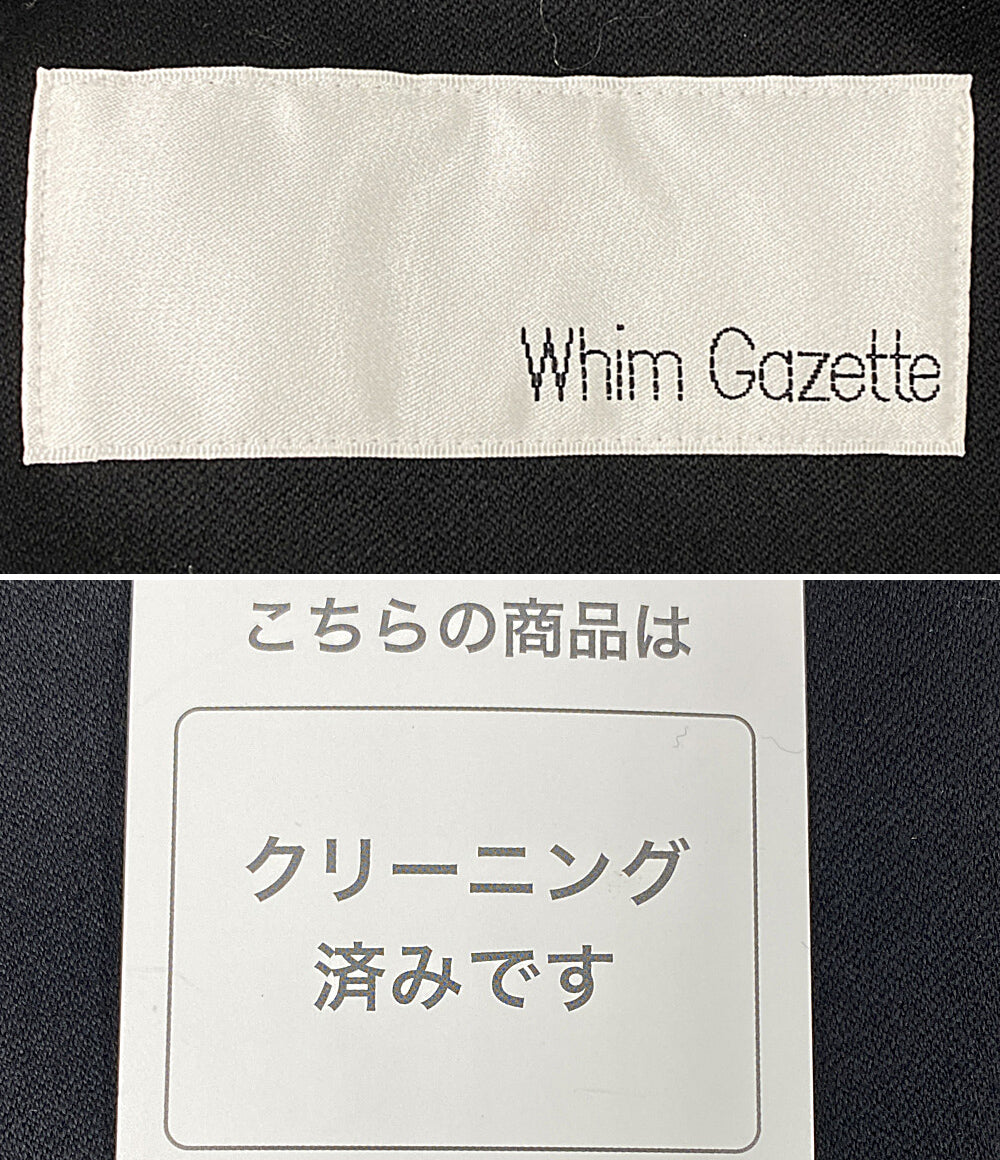 Whim Gazette
こちらの商品は
クリーニング
済みです